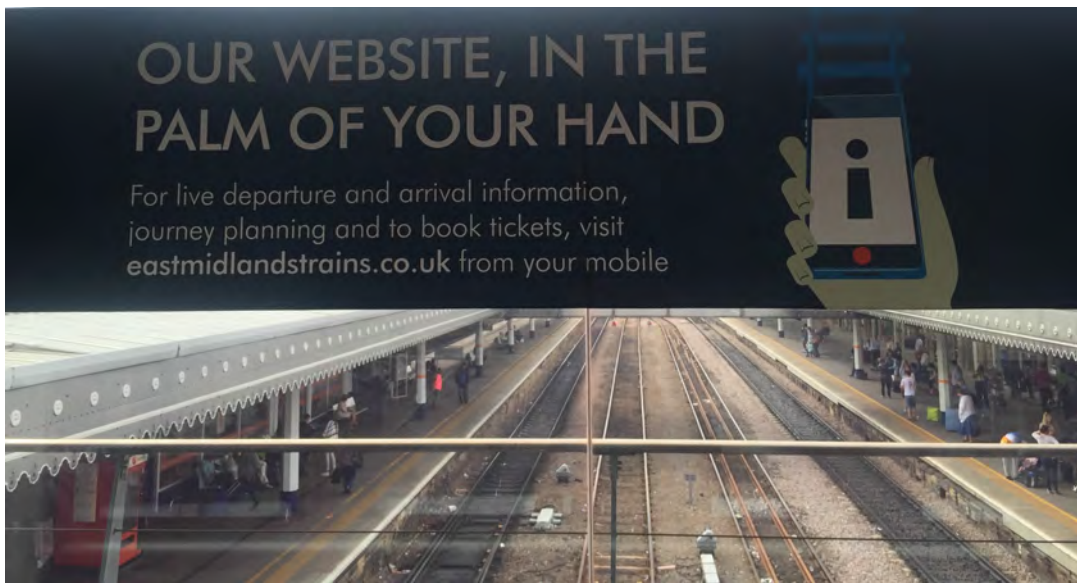 OUR WEBSITE, IN THE
PALM OF YOUR HAND
For live departure and arrival information,
journey planning and to book tickets, visit
eastmidlandstrains.co.uk from your mobile
i